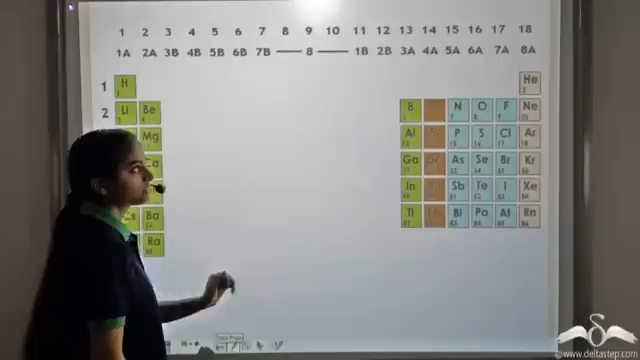 1 2 3 4 5 6 7 8 9 10 11 12 13 14 15 16 17 18
1A 2A 3B 4B 5B 6B 7B 8 1B 2B 3A 4A 5A 6A 7A 8A
1 H He
2 Li Be B N O F Ne
Mg Al P S Cl Ar
Ca Ga As Se Br Kr
In Sb Te I Xe
Cs Ba Tl Bi Po At Rn
Ra
©www.deltastep.com